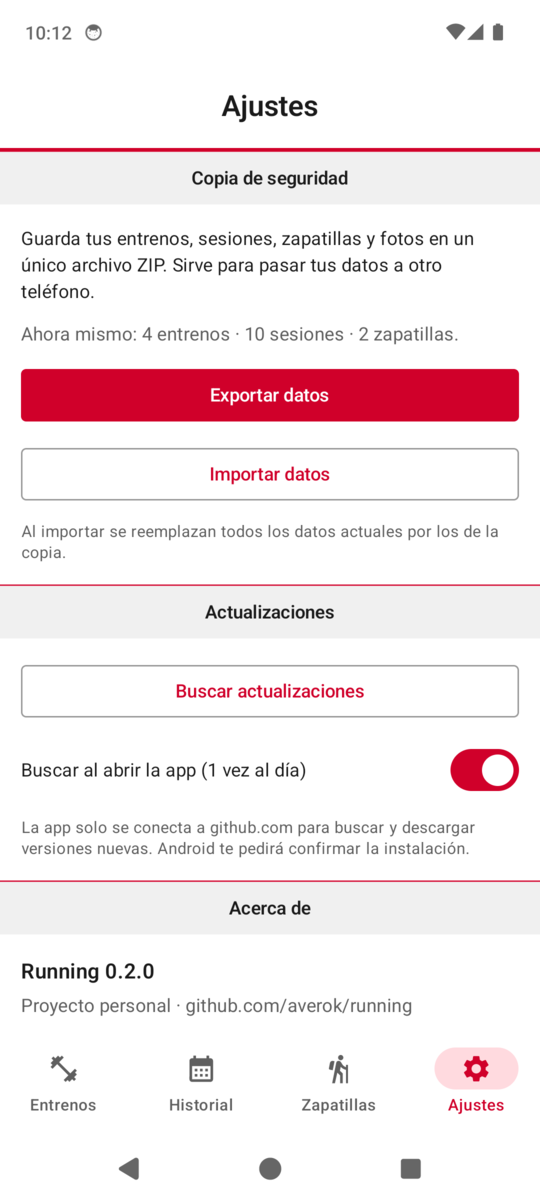 10:12
Ajustes
Copia de seguridad
Guarda tus entrenos, sesiones, zapatillas y fotos en un
único archivo ZIP. Sirve para pasar tus datos a otro
teléfono.
Ahora mismo: 4 entrenos · 10 sesiones · 2 zapatillas.
Exportar datos
Importar datos
Al importar se reemplazan todos los datos actuales por los de la
copia.
Actualizaciones
Buscar actualizaciones
Buscar al abrir la app (1 vez al día)
La app solo se conecta a github.com para buscar y descargar
versiones nuevas. Android te pedirá confirmar la instalación.
Acerca de
Running 0.2.0
Proyecto personal · github.com/averok/running
Entrenos
Historial
Zapatillas
Ajustes